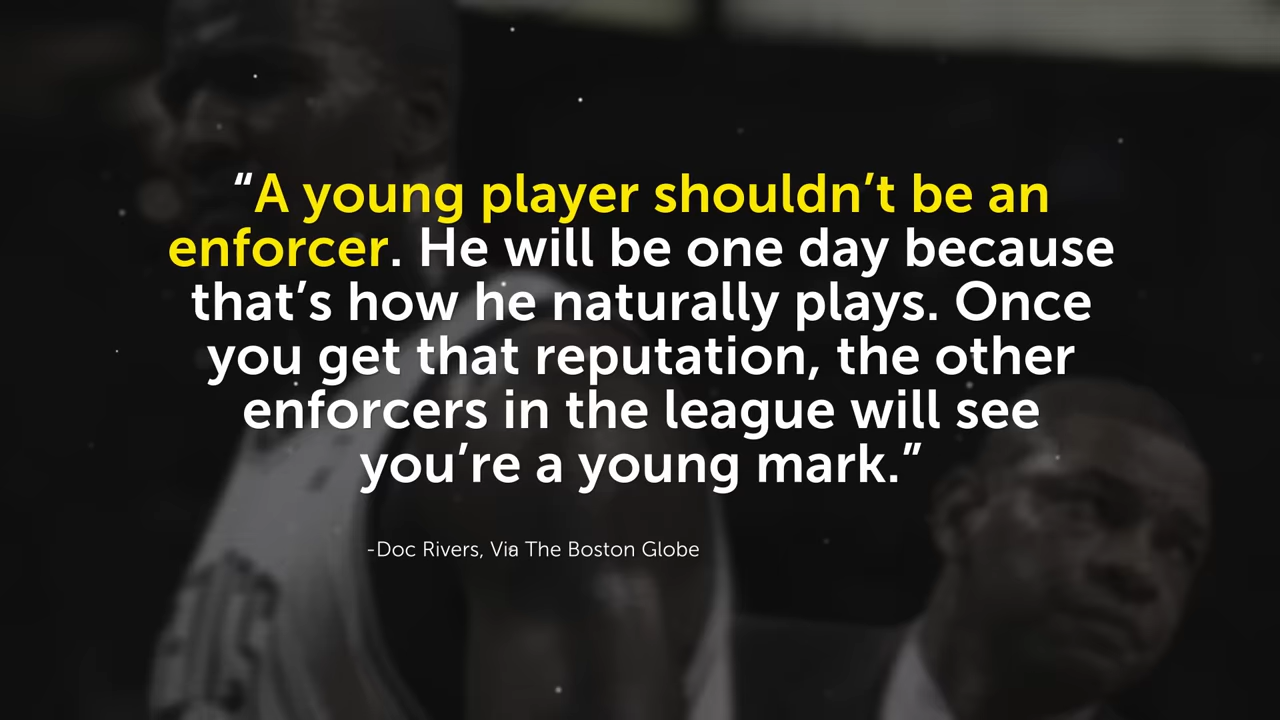 “A young player shouldn’t be an
enforcer. He will be one day because
that’s how he naturally plays. Once
you get that reputation, the other
enforcers in the league will see
you’re a young mark.”
-Doc Rivers, Via The Boston Globe